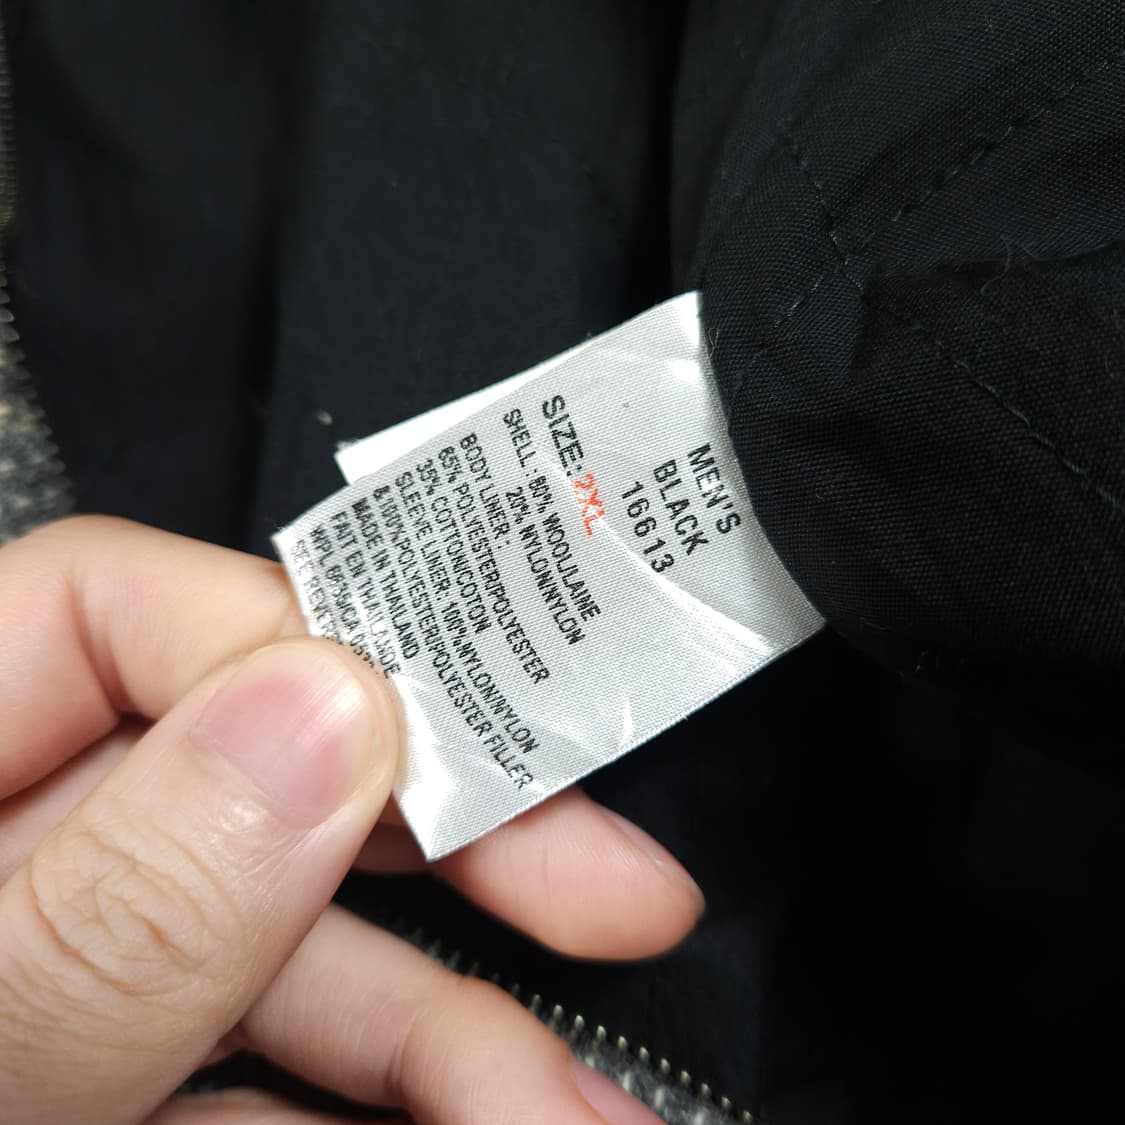 MEN'S
BLACK
16613
SIZE: 2XL
SHELL : 80% WOOL/LAINE
20% NYLON/NYLON
BODY LINER:
65% POLYESTER/POLYESTER
35% COTTON/COTON
SLEEVE LINER: 100%NYLON/NYLON
&100%POLYESTER/POLYESTER FILLER
MADE IN THAILAND
FAIT EN THAILANDE
WPL